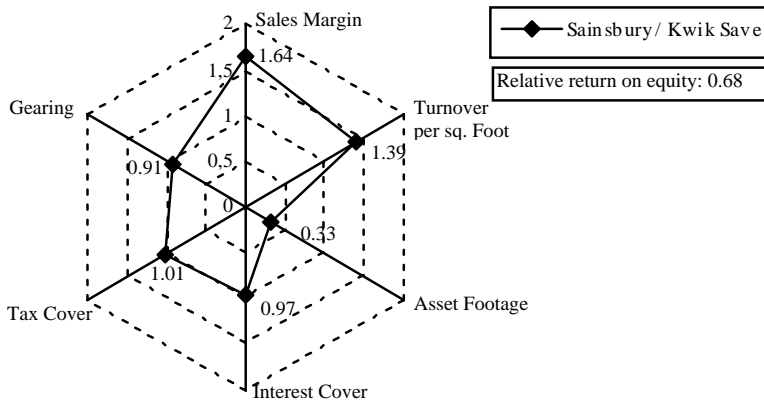 2
Sales Margin
Sainsbury/ Kwik Save
1.64
1,5
Relative return on equity: 0.68
Gearing
Turnover
per sq. Foot
1
1.39
0.91
0,5
0
0.33
1.01
Tax Cover
0.97
Asset Footage
Interest Cover